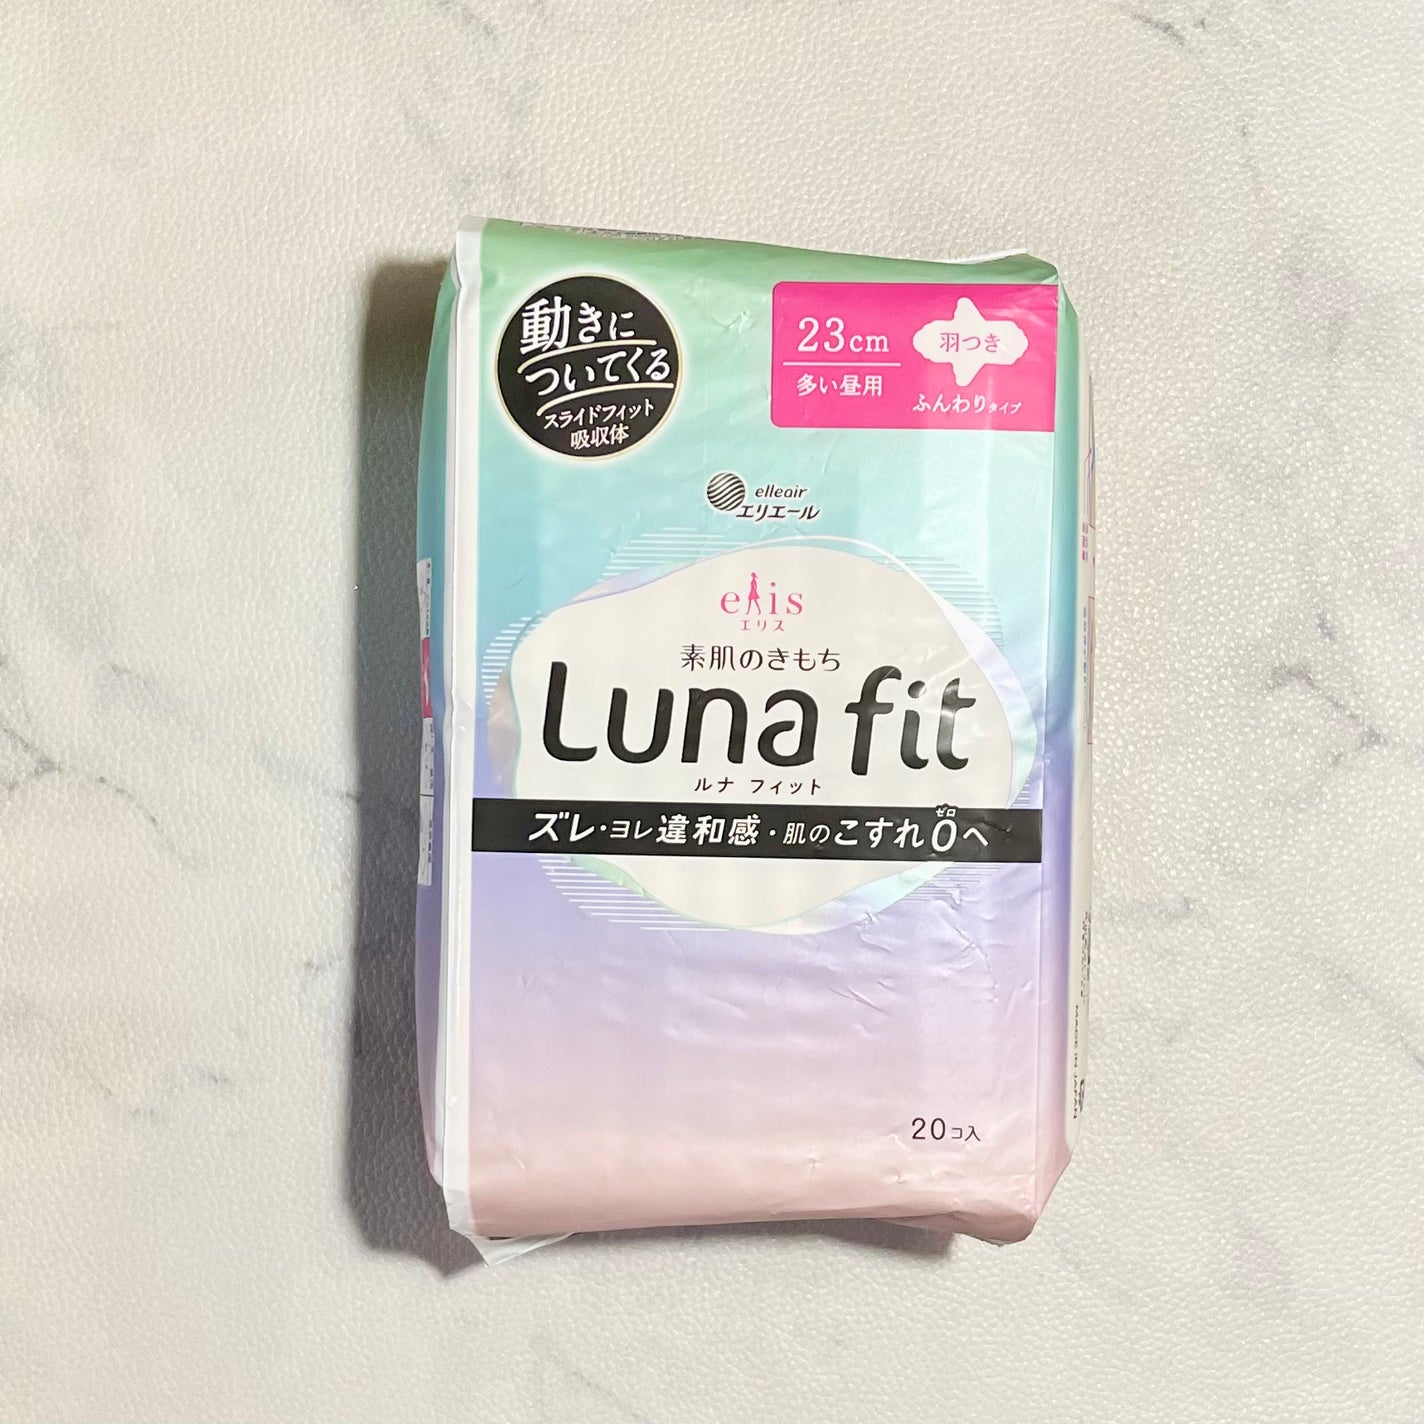 動きに
ついてくる
スライドフィット
吸収体
23cm
多い昼用
羽つき
ふんわりタイプ
elleair
エリエール
elis
エリス
素肌のきもち
Luna fit
ルナ フィット
ズレ・ヨレ違和感・肌のこすれ0へ
ゼロ
20コ入
MADE IN JAPAN